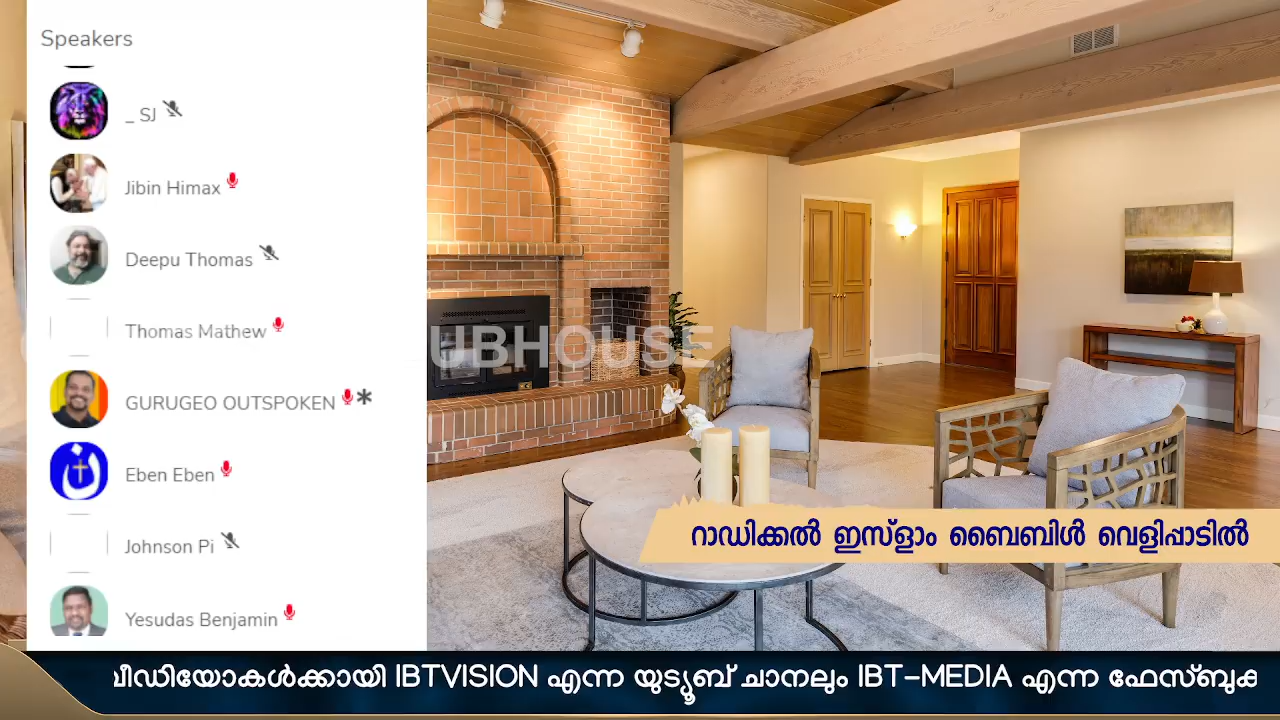 Speakers
_ SJ
Jibin Himax
Deepu Thomas
Thomas Mathew
GURUGEO OUTSPOKEN *
Eben Eben
Johnson Pi
Yesudas Benjamin
UBHOUSE
റാഡിക്കൽ ഇസ്ളാം ബൈബിൾ വെളിപ്പാടിൽ
വീഡിയോകൾക്കായി IBTVISION എന്ന യുട്യൂബ് ചാനലും IBT-MEDIA എന്ന ഫേസ്ബുക